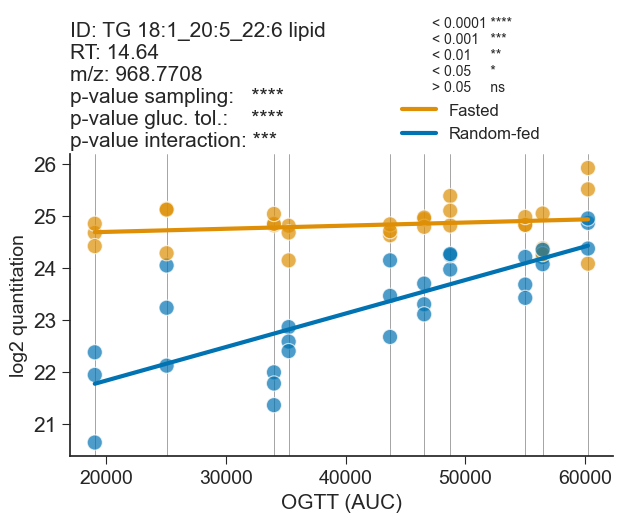 ID: TG 18:1_20:5_22:6 lipid
RT: 14.64
m/z: 968.7708
p-value sampling: ****
p-value gluc. tol.: ****
p-value interaction: ***
< 0.0001 ****
< 0.001 ***
< 0.01 **
< 0.05 *
> 0.05 ns
Fasted
Random-fed
26
25
24
23
22
21
log2 quantitation
20000 30000 40000 50000 60000
OGTT (AUC)